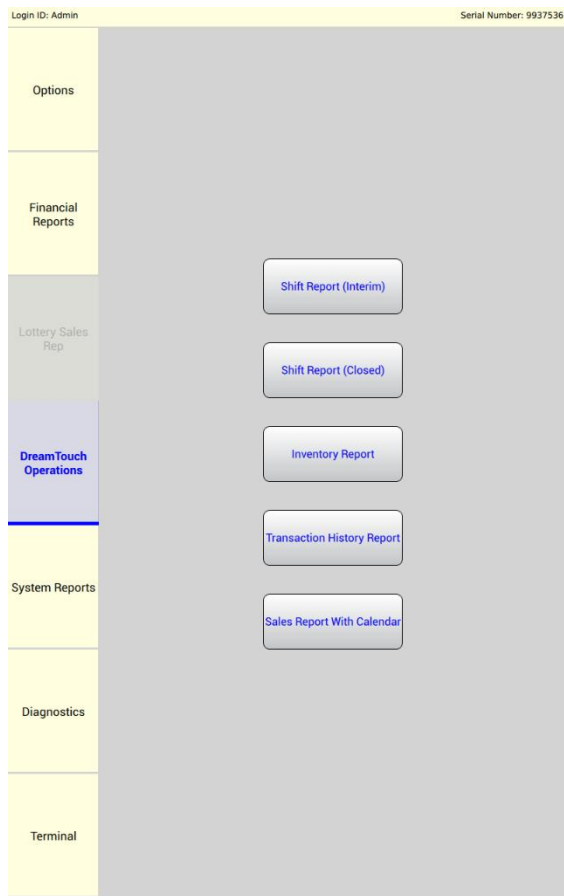 Login ID: Admin
Serial Number: 9937536
Options
Financial
Reports
Lottery Sales
Rep
DreamTouch
Operations
System Reports
Diagnostics
Terminal
Shift Report (Interim)
Shift Report (Closed)
Inventory Report
Transaction History Report
Sales Report With Calendar